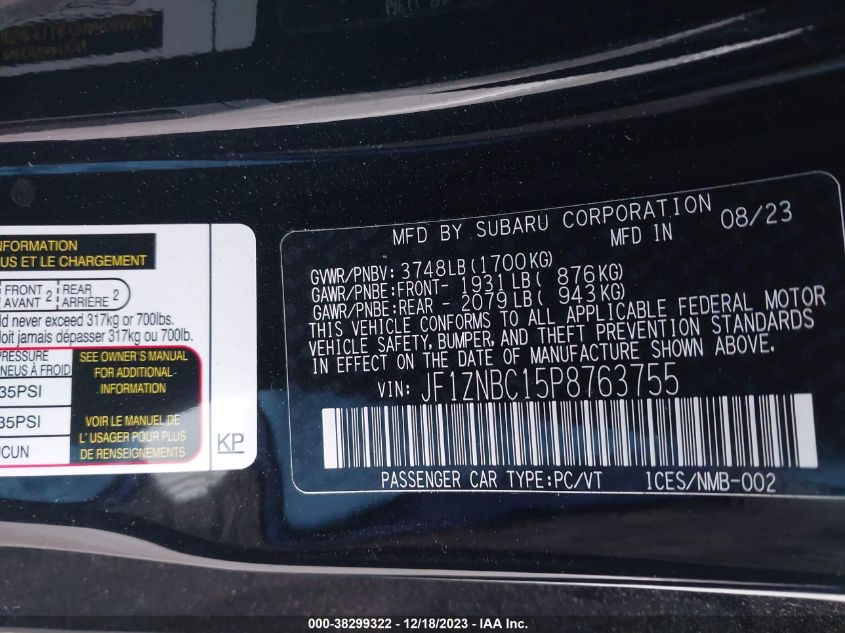 INFORMATION
US ET LE CHARGEMENT
FRONT
AVANT 2
REAR
ARRIÈRE 2
never exceed 317kg or 700lbs.
jamais dépasser 317kg ou 700lb.
PRESSURE
À FROID
35PSI
35PSI
SEE OWNER'S MANUAL
FOR ADDITIONAL
INFORMATION
VOIR LE MANUEL DE
L' USAGER POUR PLUS
DE RENSEIGNEMENTS
KP
MFD BY SUBARU CORPORATION
MFD IN 08/23
GVWR/PNBV: 3748LB(1700KG)
GAWR/PNBE:FRONT- 1931LB( 876KG)
GAWR/PNBE:REAR - 2079LB( 943KG)
THIS VEHICLE CONFORMS TO ALL APPLICABLE FEDERAL MOTOR
VEHICLE SAFETY, BUMPER, AND THEFT PREVENTION STANDARDS
IN EFFECT ON THE DATE OF MANUFACTURE SHOWN ABOVE.
VIN: JF1ZNBC15P8763755
PASSENGER CAR TYPE:PC/VT ICES/NMB-002
000-38299322 - 12/18/2023 - IAA Inc.